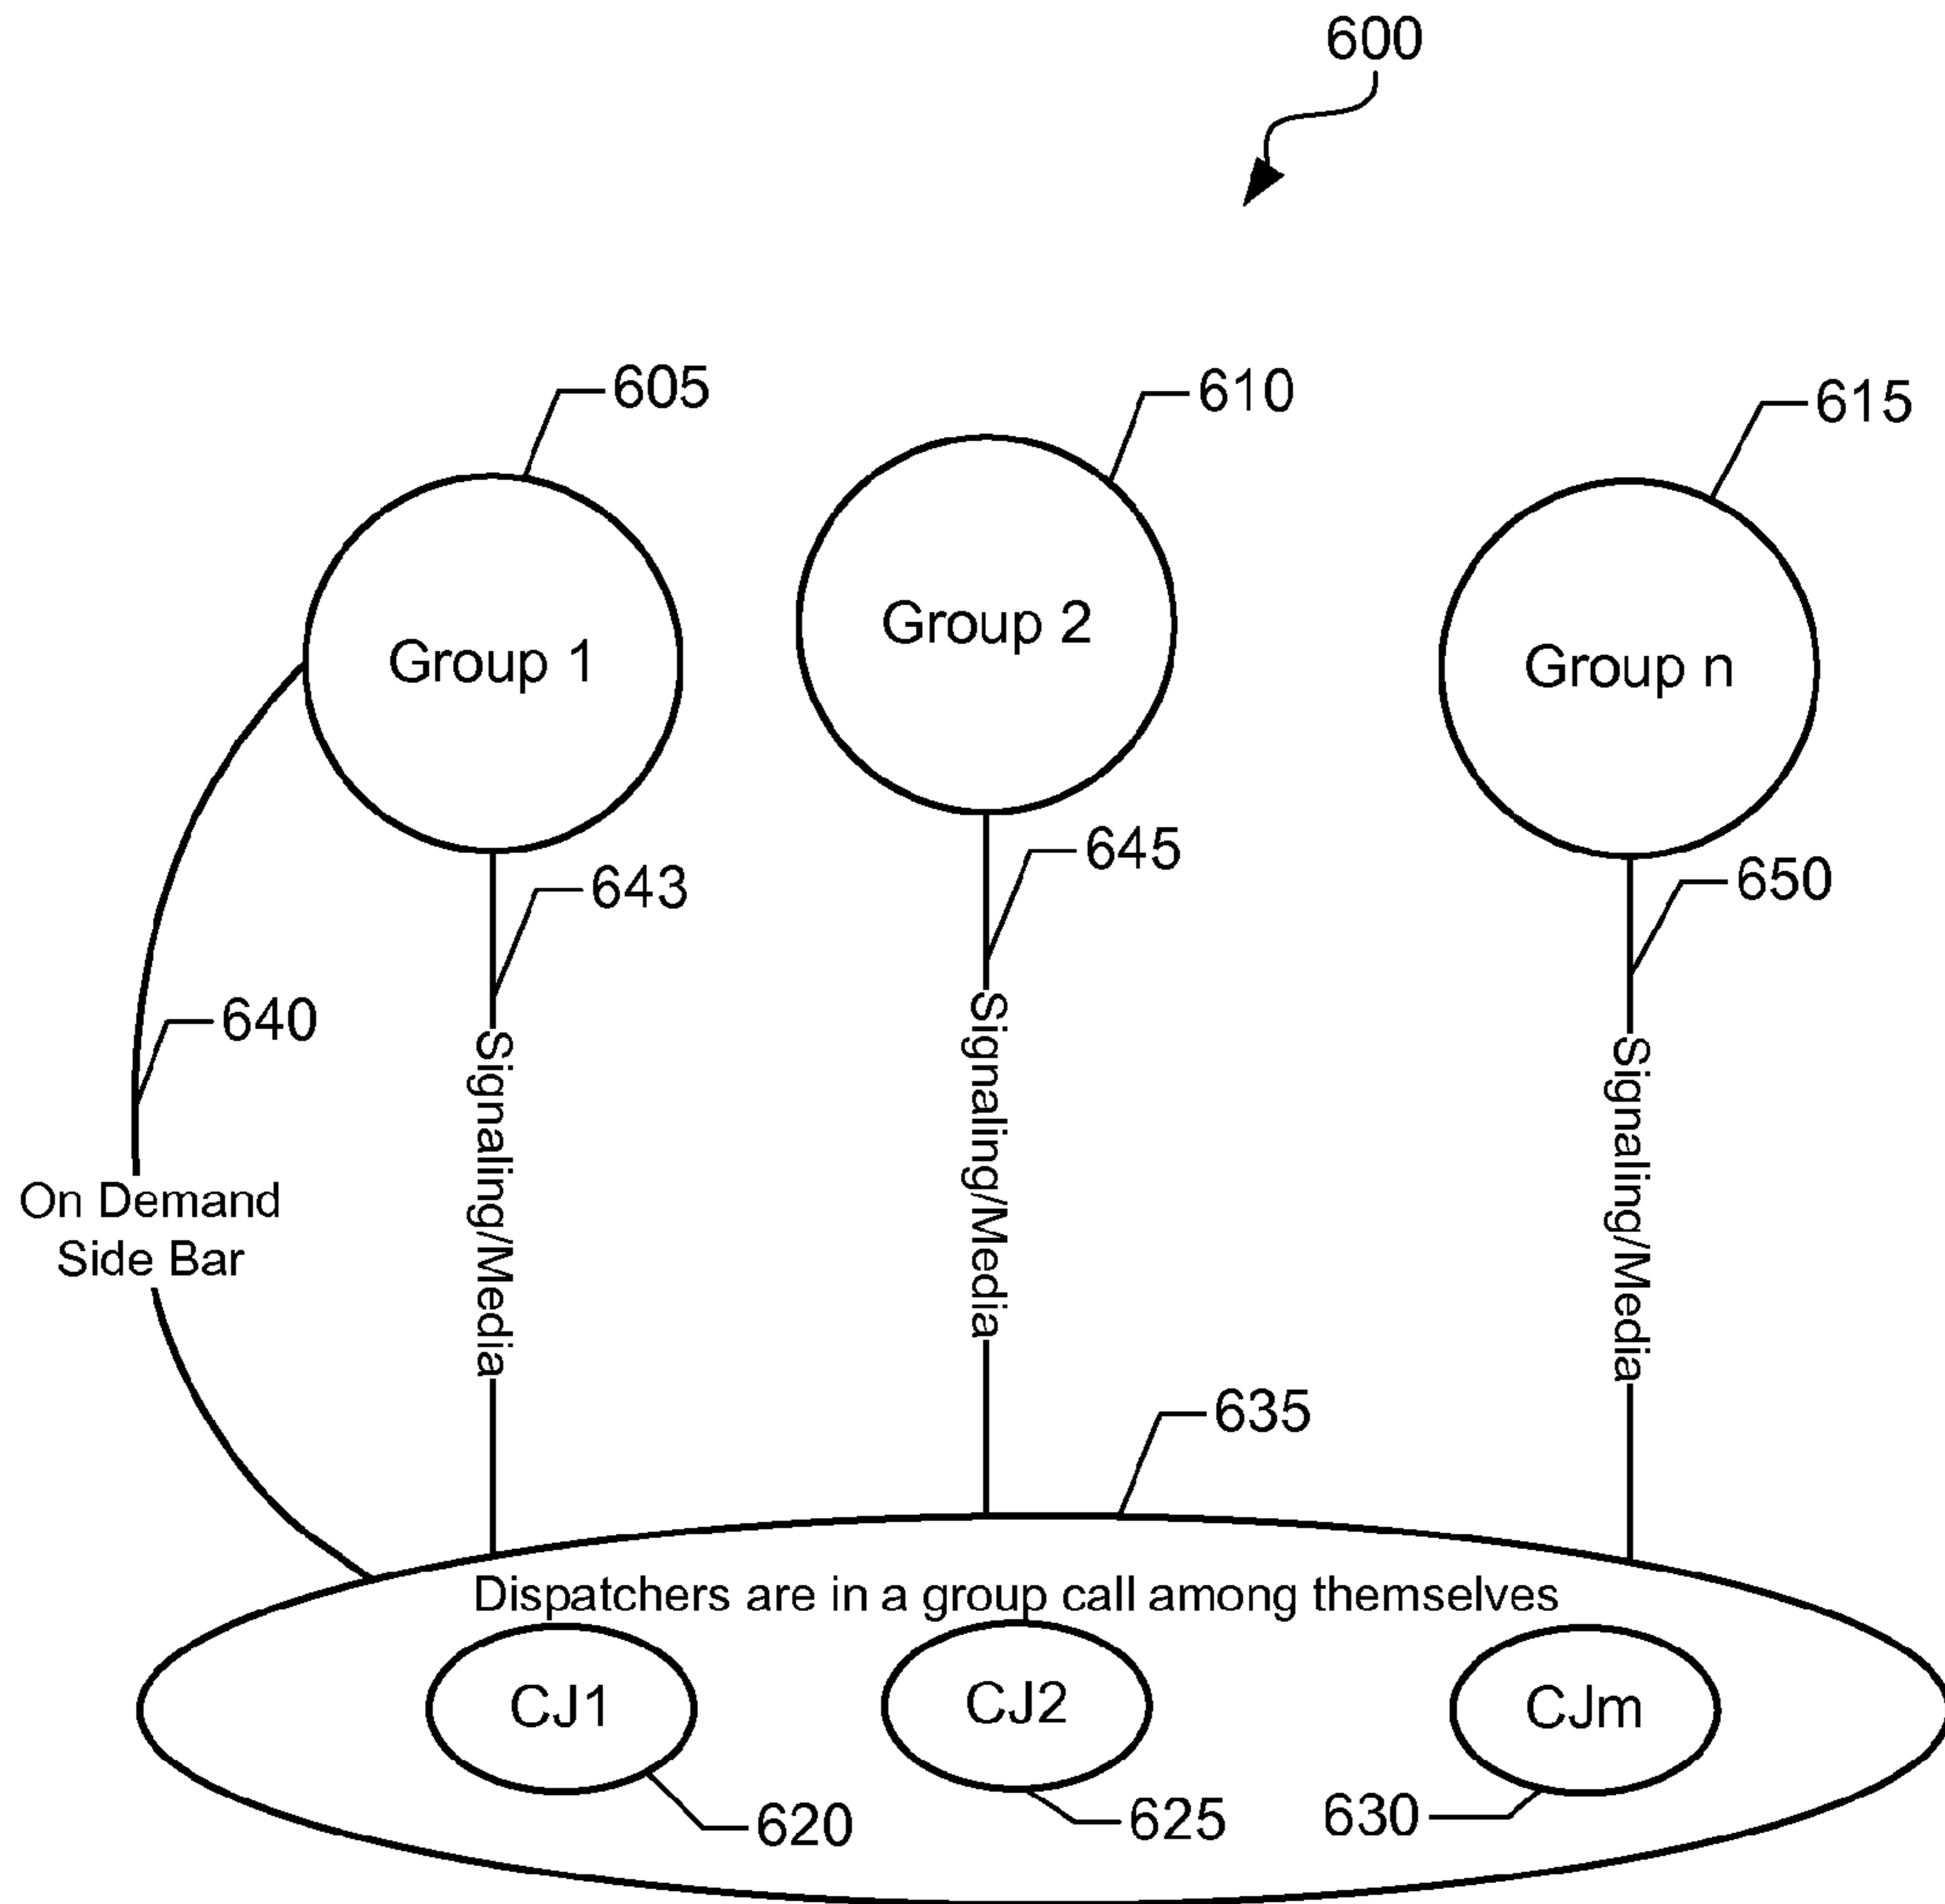 600
605
610
615
Group 1
Group 2
Group n
643
645
650
640
Signaling/Media
Signaling/Media
Signaling/Media
On Demand
Side Bar
635
Dispatchers are in a group call among themselves
CJ1
CJ2
CJm
620
625
630